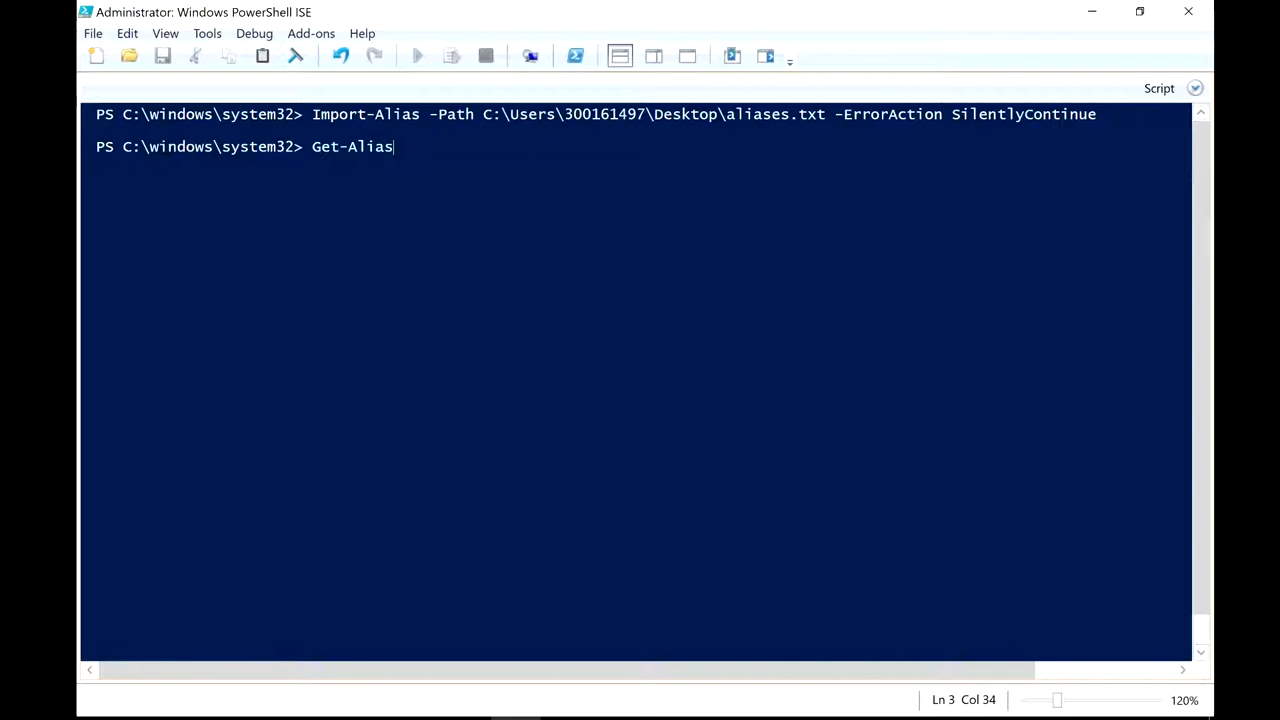 Administrator: Windows PowerShell ISE
File Edit View Tools Debug Add-ons Help
Script
PS C:\windows\system32> Import-Alias -Path C:\Users\300161497\Desktop\aliases.txt -ErrorAction SilentlyContinue
PS C:\windows\system32> Get-Alias
Ln 3 Col 34 120%